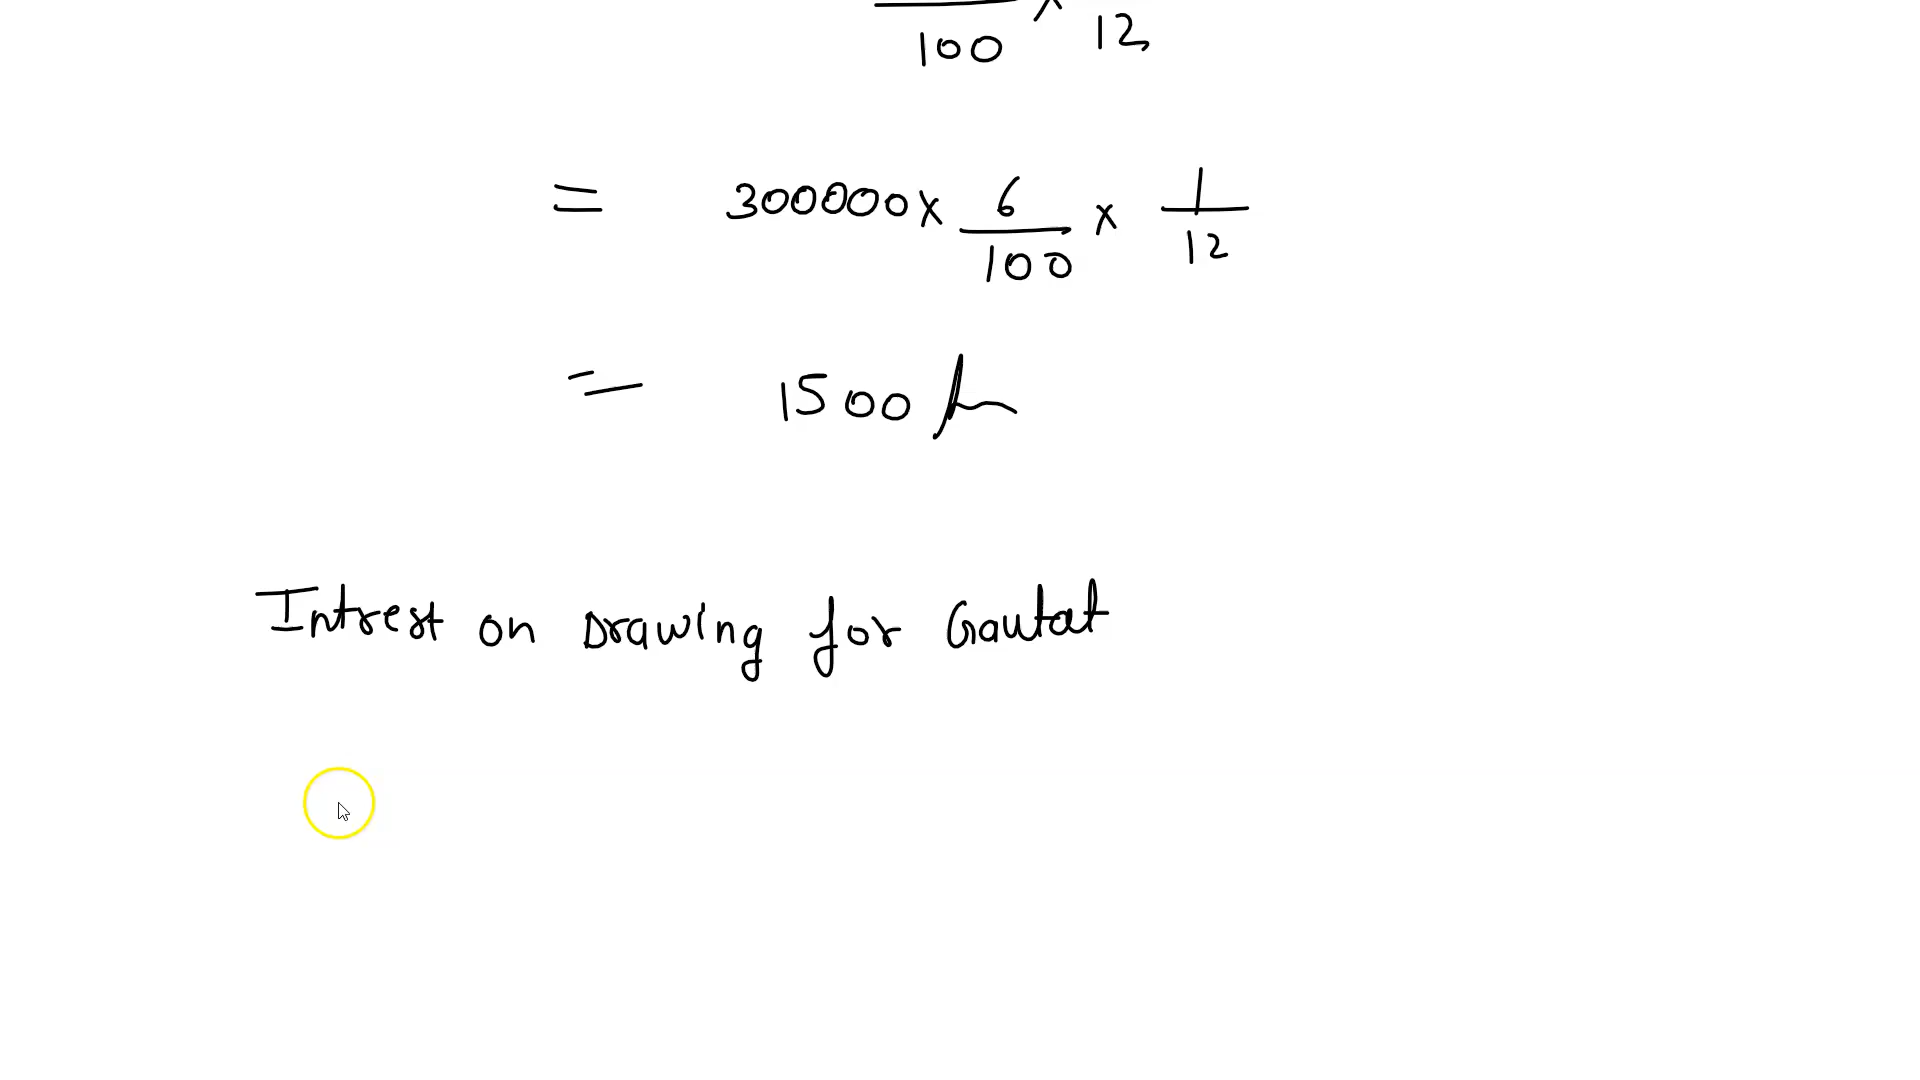 100 × 12
= 300000 × 6/100 × 1/12
= 1500
Intrest on Drawing for Gautat